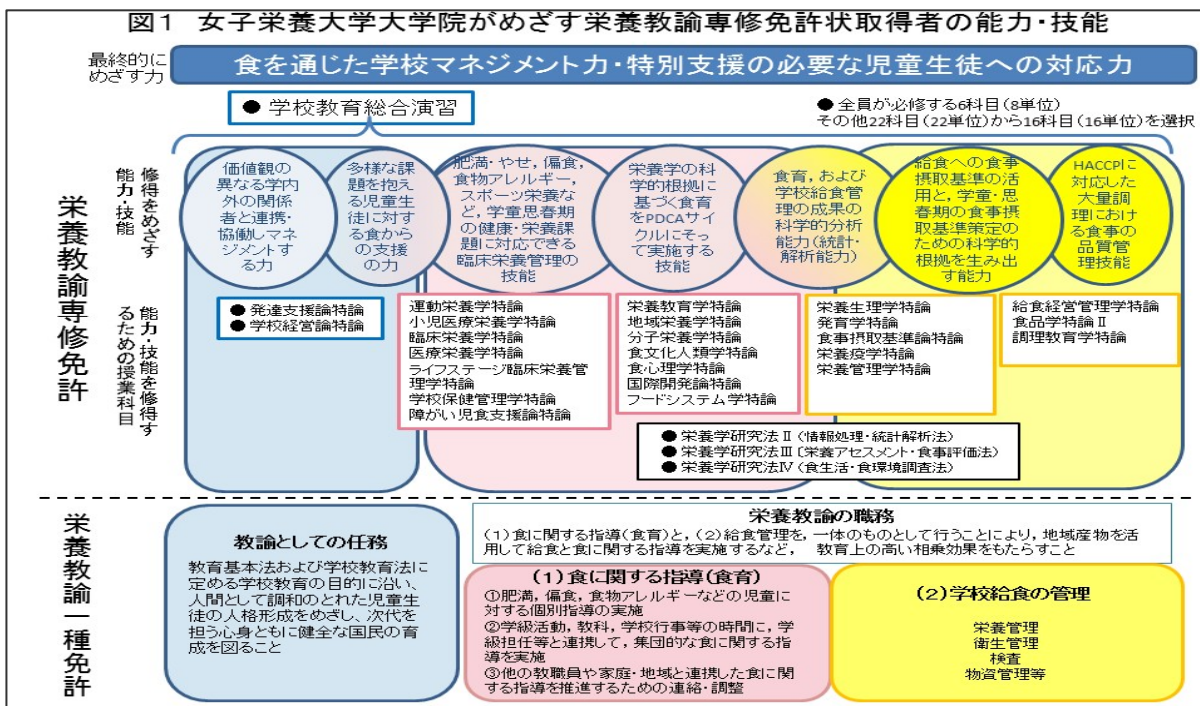 図1 女子栄養大学大学院がめざす栄養教諭専修免許状取得者の能力・技能
最終的に
めざす力
食を通じた学校マネジメント力・特別支援の必要な児童生徒への対応力
● 学校教育総合演習
● 全員が必修する6科目(8単位)
その他22科目(22単位)から16科目(16単位)を選択
栄養教諭専修免許
修得をめざす
能力・技能
価値観の
異なる学内
外の関係
者と連携・
協働しマネ
ジメントす
る力
多様な課
題を抱え
る児童生
徒に対す
る食から
の支援
の力
肥満・やせ,偏食,
食物アレルギー,
スポーツ栄養な
ど,学童思春期
の健康・栄養課
題に対応できる
臨床栄養管理の
技能
栄養学の科
学的根拠に
基づく食育
をPDCAサイ
クルにそっ
て実施する
技能
食育,および
学校給食管
理の成果の
科学的分析
能力(統計・
解析能力)
給食への食事
摂取基準の活
用と,学童・思
春期の食事摂
取基準策定の
ための科学的
根拠を生み出
す能力
HACCPに
対応した
大量調
理におけ
る食事の
品質管
理技能
能力・技能を修得す
るための授業科目
● 発達支援論特論
● 学校経営論特論
運動栄養学特論
小児医療栄養学特論
臨床栄養学特論
医療栄養学特論
ライフステージ臨床栄養管
理学特論
学校保健管理学特論
障がい児食支援論特論
栄養教育学特論
地域栄養学特論
分子栄養学特論
食文化人類学特論
食心理学特論
国際開発論特論
フードシステム学特論
栄養生理学特論
発育学特論
食事摂取基準論特論
栄養疫学特論
栄養管理学特論
給食経営管理学特論
食品学特論Ⅱ
調理教育学特論
● 栄養学研究法Ⅱ(情報処理・統計解析法)
● 栄養学研究法Ⅲ〔栄養アセスメント・食事評価法)
● 栄養学研究法Ⅳ(食生活・食環境調査法)
栄養教諭一種免許
教諭としての任務
教育基本法および学校教育法に
定める学校教育の目的に沿い、
人間として調和のとれた児童生
徒の人格形成をめざし、次代を
担う心身ともに健全な国民の育
成を図ること
栄養教諭の職務
(1)食に関する指導(食育)と,(2)給食管理を,一体のものとして行うことにより,地域産物を活
用して給食と食に関する指導を実施するなど, 教育上の高い相乗効果をもたらすこと
(1)食に関する指導(食育)
①肥満,偏食,食物アレルギーなどの児童に
対する個別指導の実施
②学級活動,教科,学校行事等の時間に,学
級担任等と連携して,集団的な食に関する指
導を実施
③他の教職員や家庭・地域と連携した食に関
する指導を推進するための連絡・調整
(2)学校給食の管理
栄養管理
衛生管理
検査
物資管理等